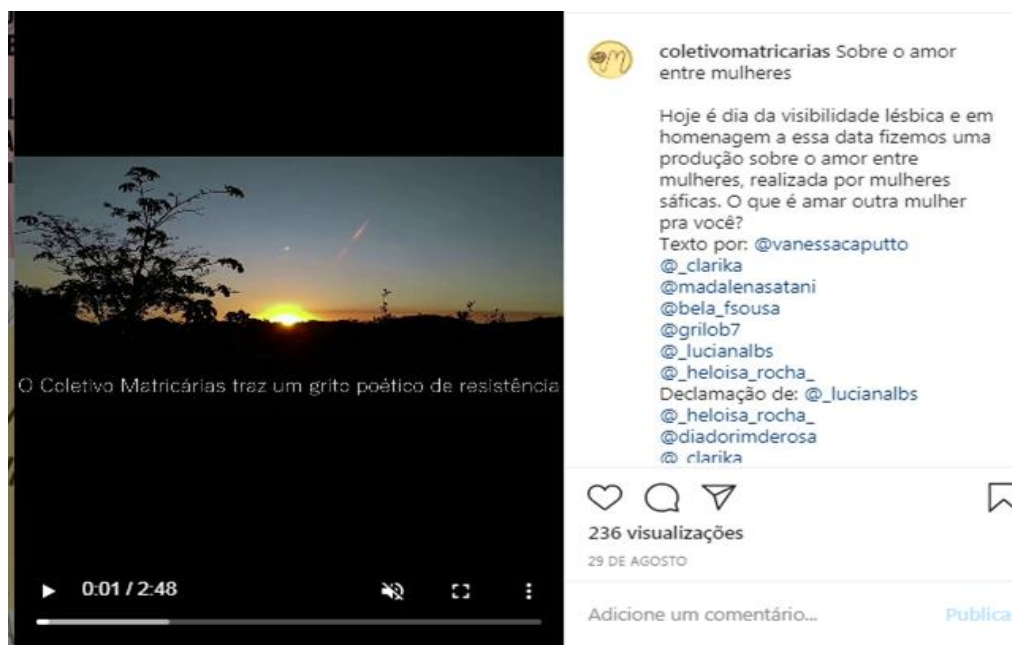 O Coletivo Matricárias traz um grito poético de resistência
0:01 / 2:48
coletivomatricarias Sobre o amor
entre mulheres
Hoje é dia da visibilidade lésbica e em
homenagem a essa data fizemos uma
produção sobre o amor entre
mulheres, realizada por mulheres
sáficas. O que é amar outra mulher
pra você?
Texto por: @vanessacaputto
@_clarika
@madalenasatani
@bela_fsousa
@grilob7
@_lucianalbs
@_heloisa_rocha_
Declamação de: @_lucianalbs
@_heloisa_rocha_
@diadorimderosa
@_clarika
236 visualizações
29 DE AGOSTO
Adicione um comentário...
Publica